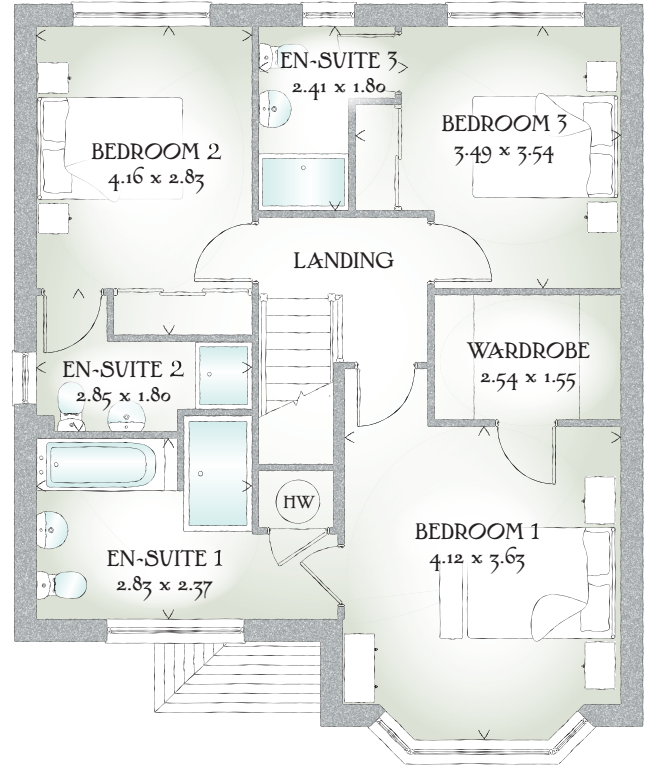 EN-SUITE 3
2.41 x 1.80
BEDROOM 2
4.16 x 2.83
BEDROOM 3
3.49 x 3.54
LANDING
EN-SUITE 2
2.85 x 1.80
WARDROBE
2.54 x 1.55
HW
EN-SUITE 1
2.83 x 2.37
BEDROOM 1
4.12 x 3.63